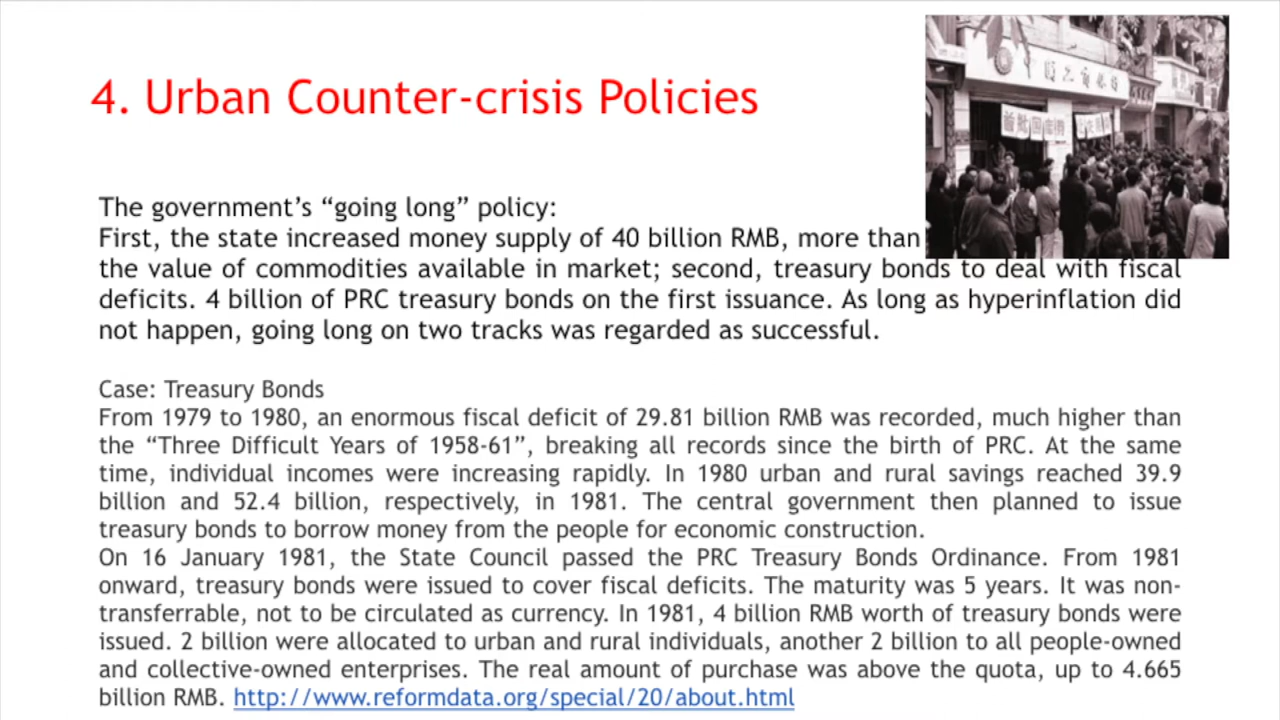 4. Urban Counter-crisis Policies
中国工商银行
The government’s “going long” policy:
First, the state increased money supply of 40 billion RMB, more than
the value of commodities available in market; second, treasury bonds to deal with fiscal
deficits. 4 billion of PRC treasury bonds on the first issuance. As long as hyperinflation did
not happen, going long on two tracks was regarded as successful.
Case: Treasury Bonds
From 1979 to 1980, an enormous fiscal deficit of 29.81 billion RMB was recorded, much higher than
the “Three Difficult Years of 1958-61”, breaking all records since the birth of PRC. At the same
time, individual incomes were increasing rapidly. In 1980 urban and rural savings reached 39.9
billion and 52.4 billion, respectively, in 1981. The central government then planned to issue
treasury bonds to borrow money from the people for economic construction.
On 16 January 1981, the State Council passed the PRC Treasury Bonds Ordinance. From 1981
onward, treasury bonds were issued to cover fiscal deficits. The maturity was 5 years. It was non-
transferrable, not to be circulated as currency. In 1981, 4 billion RMB worth of treasury bonds were
issued. 2 billion were allocated to urban and rural individuals, another 2 billion to all people-owned
and collective-owned enterprises. The real amount of purchase was above the quota, up to 4.665
billion RMB. http://www.reformdata.org/special/20/about.html